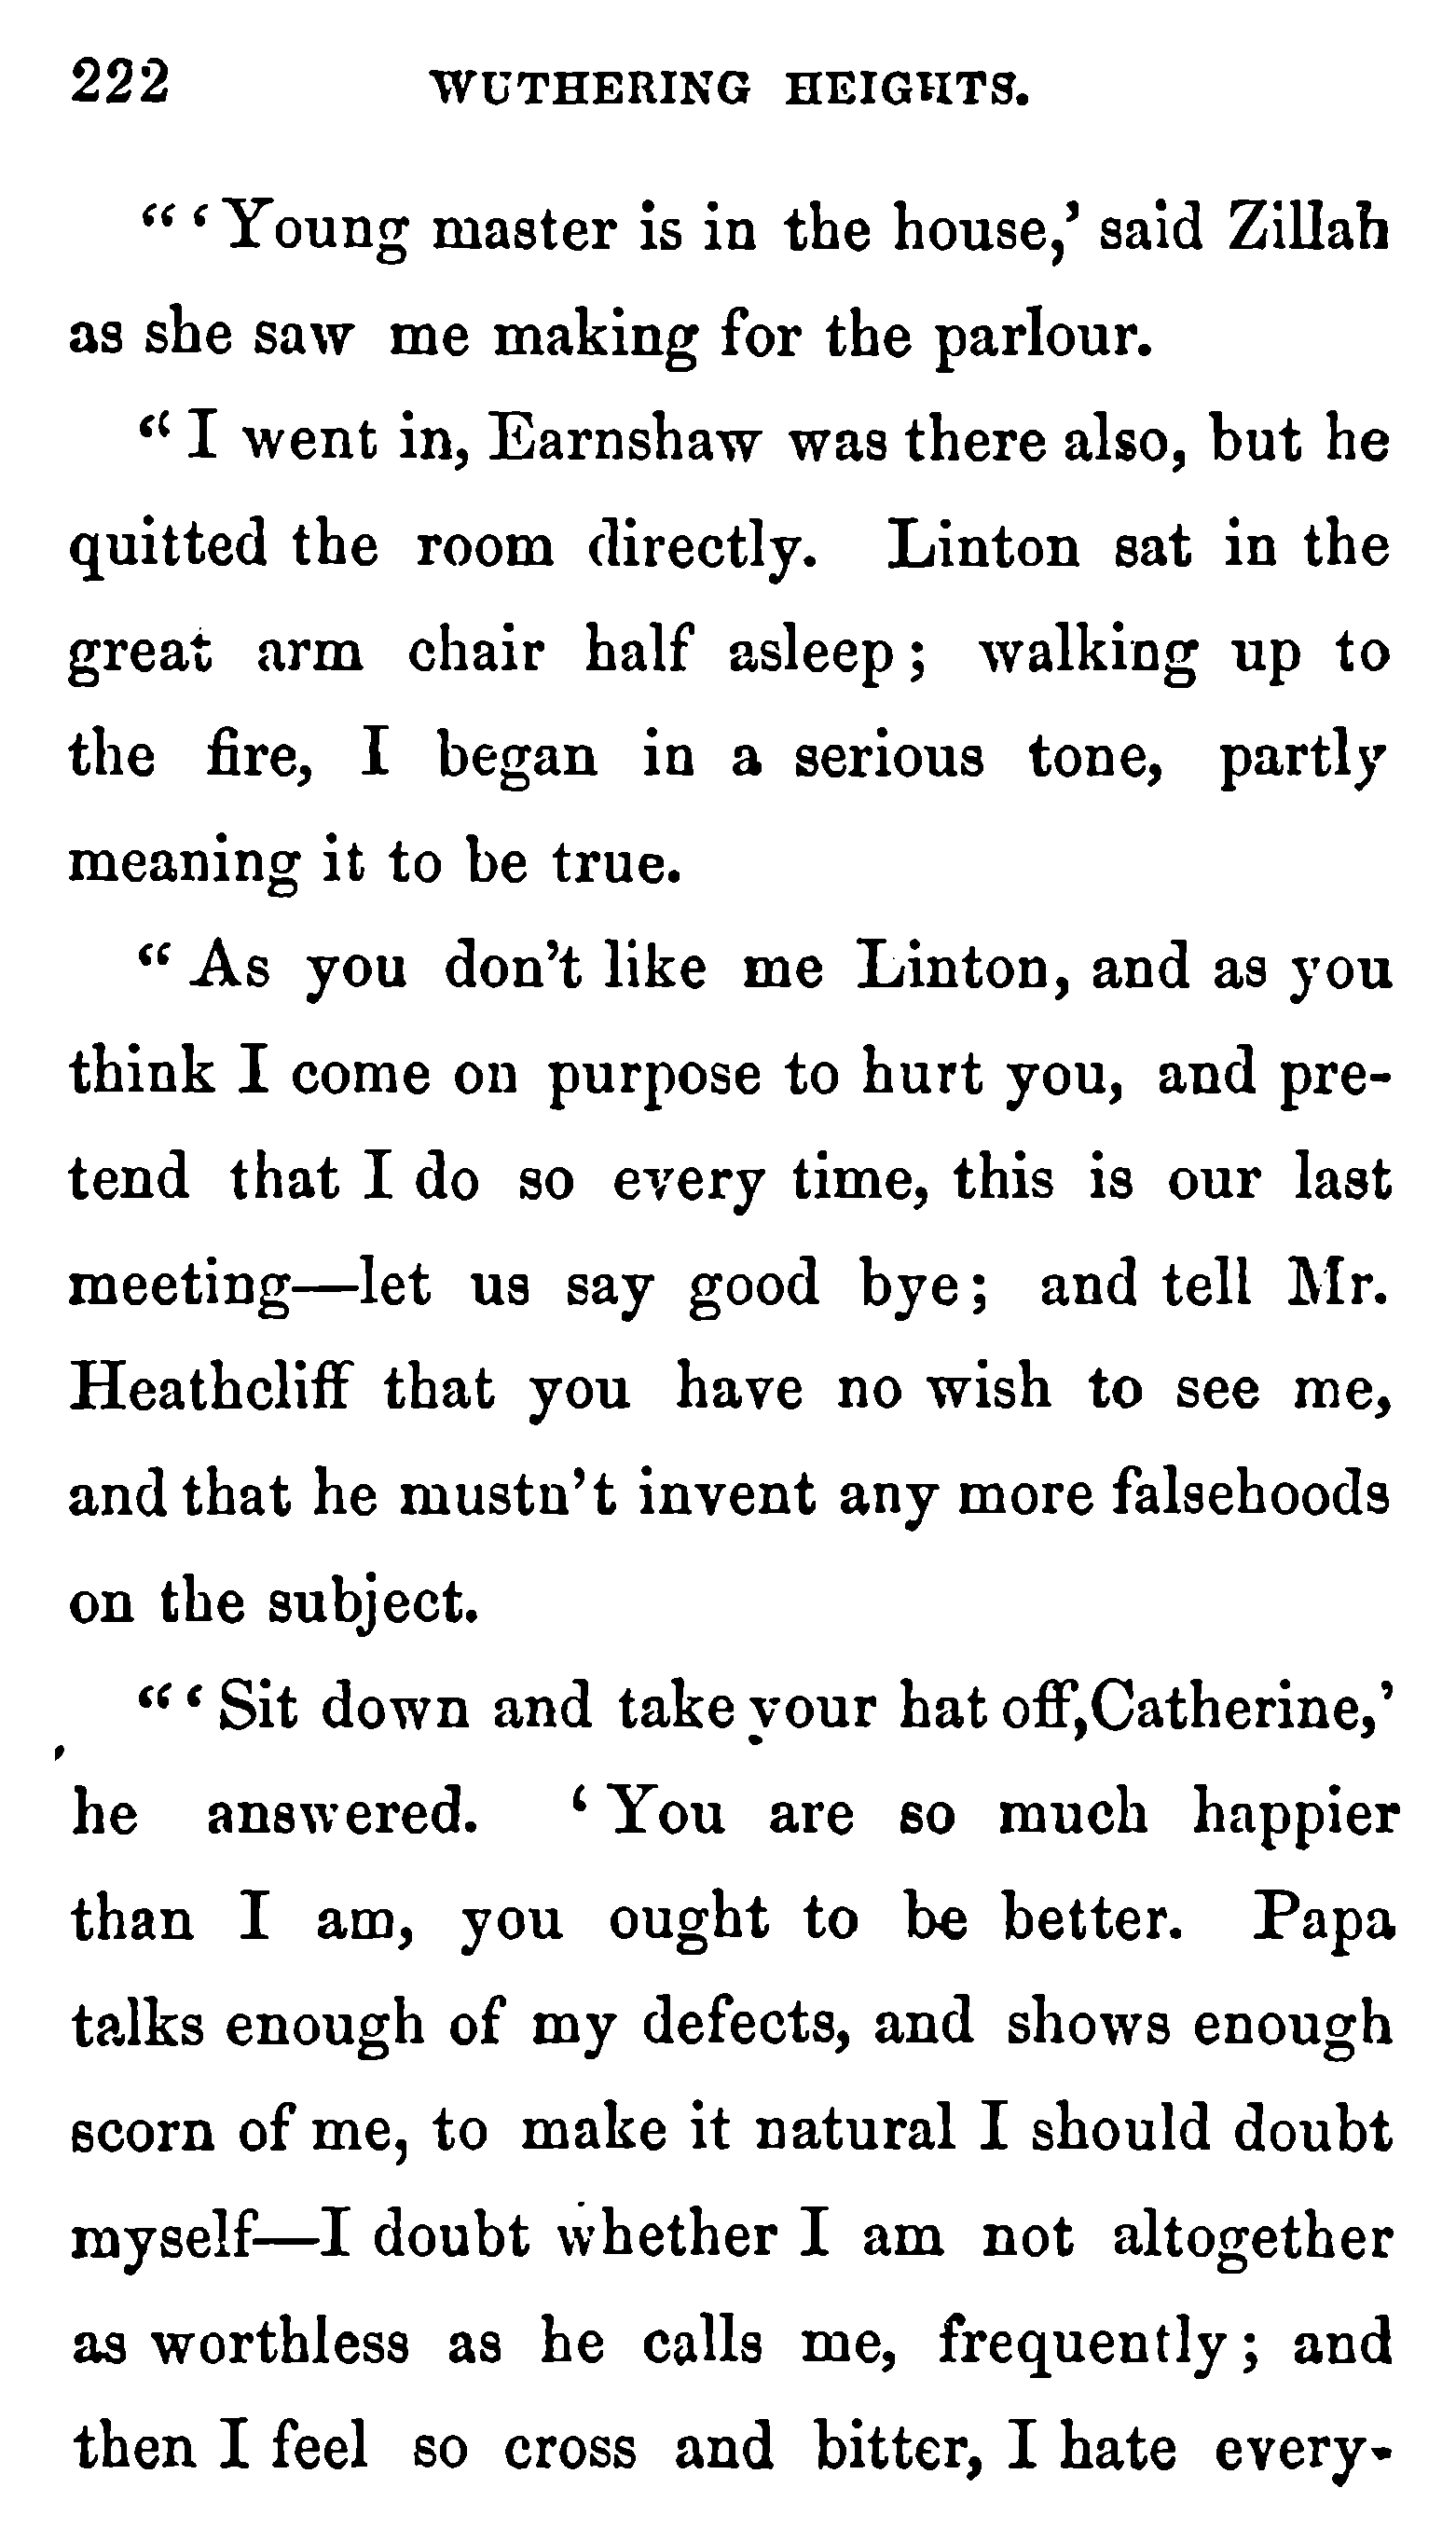 222 WUTHERING HEIGHTS.
“ ‘ Young master is in the house,’ said Zillah
as she saw me making for the parlour.
“ I went in, Earnshaw was there also, but he
quitted the room directly. Linton sat in the
great arm chair half asleep ; walking up to
the fire, I began in a serious tone, partly
meaning it to be true.
“ As you don’t like me Linton, and as you
think I come on purpose to hurt you, and pre-
tend that I do so every time, this is our last
meeting—let us say good bye ; and tell Mr.
Heathcliff that you have no wish to see me,
and that he mustn’t invent any more falsehoods
on the subject.
“ ‘ Sit down and take your hat off,Catherine,’
he answered. ‘ You are so much happier
than I am, you ought to be better. Papa
talks enough of my defects, and shows enough
scorn of me, to make it natural I should doubt
myself—I doubt whether I am not altogether
as worthless as he calls me, frequently ; and
then I feel so cross and bitter, I hate every-